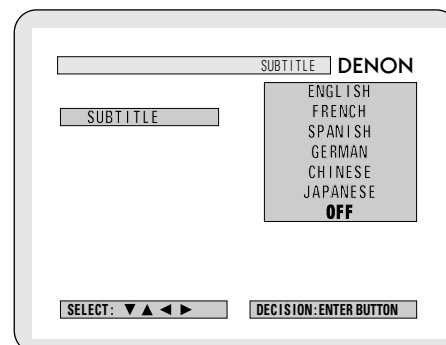 SUBTITLE DENON
SUBTITLE
ENGLISH
FRENCH
SPANISH
GERMAN
CHINESE
JAPANESE
OFF
SELECT: ▼ ▲ ◄ ► DECISION: ENTER BUTTON